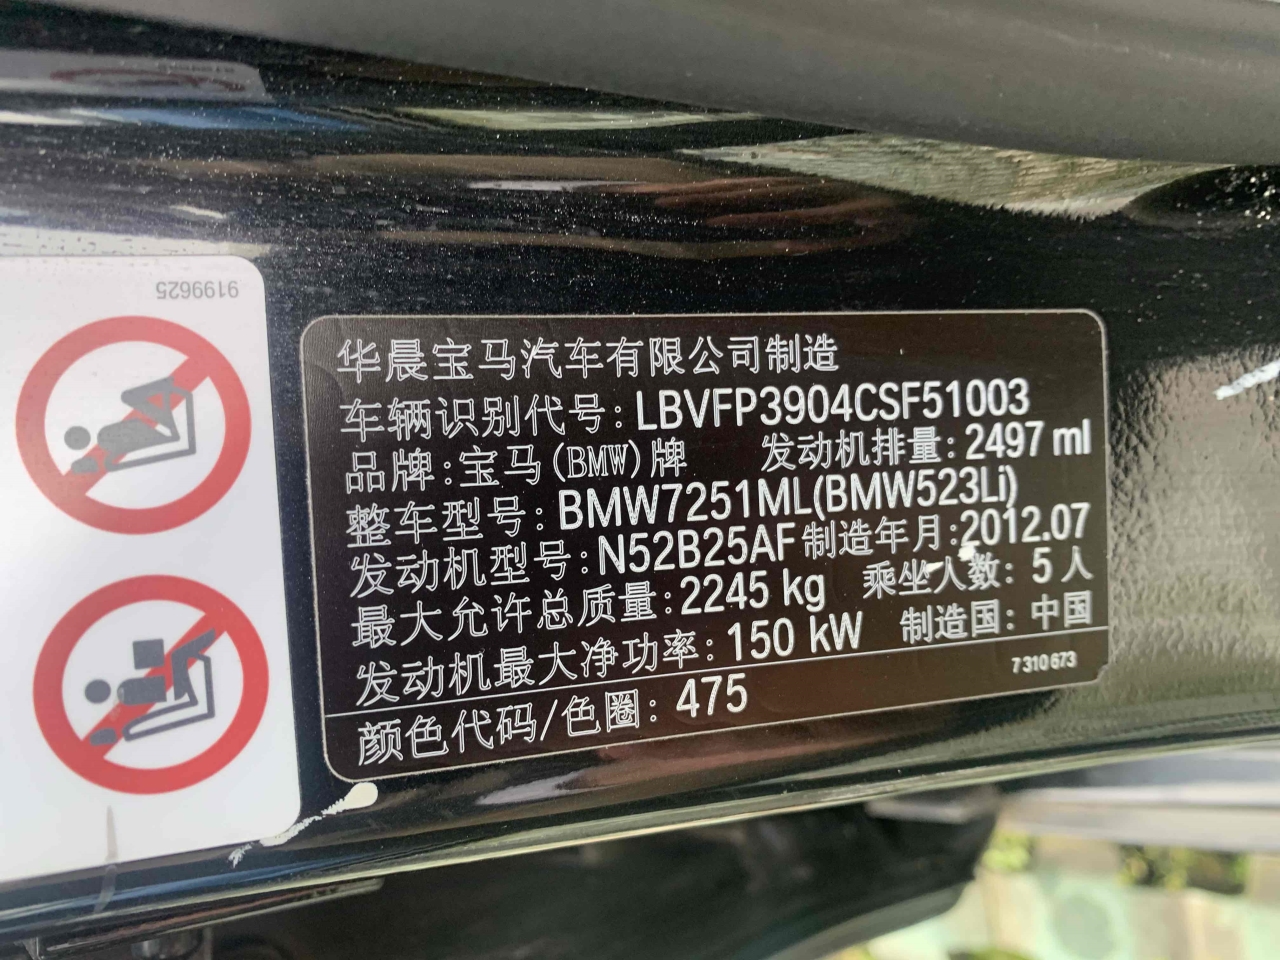 9199625
华晨宝马汽车有限公司制造
车辆识别代号: LBVFP3904CSF51003
品牌:宝马(BMW)牌 发动机排量: 2497 ml
整车型号: BMW7251ML(BMW523Li)
发动机型号: N52B25AF 制造年月:2012.07
最大允许总质量: 2245 kg 乘坐人数: 5 人
发动机最大净功率: 150 kW 制造国: 中国
7310673
颜色代码/色圈: 475